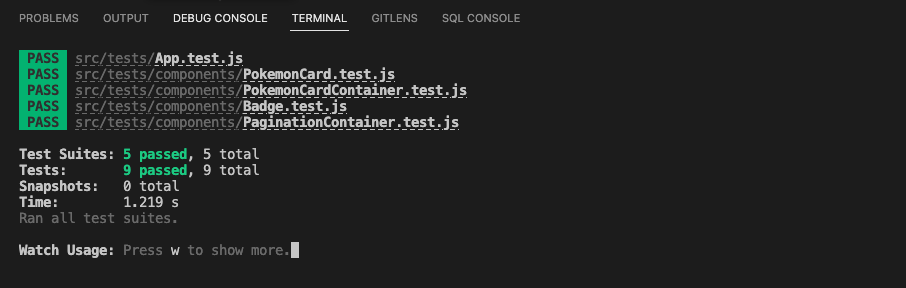 PROBLEMS OUTPUT DEBUG CONSOLE TERMINAL GITLENS SQL CONSOLE
PASS src/tests/App.test.js
PASS src/tests/components/PokemonCard.test.js
PASS src/tests/components/PokemonCardContainer.test.js
PASS src/tests/components/Badge.test.js
PASS src/tests/components/PaginationContainer.test.js
Test Suites: 5 passed, 5 total
Tests: 9 passed, 9 total
Snapshots: 0 total
Time: 1.219 s
Ran all test suites.
Watch Usage: Press w to show more.